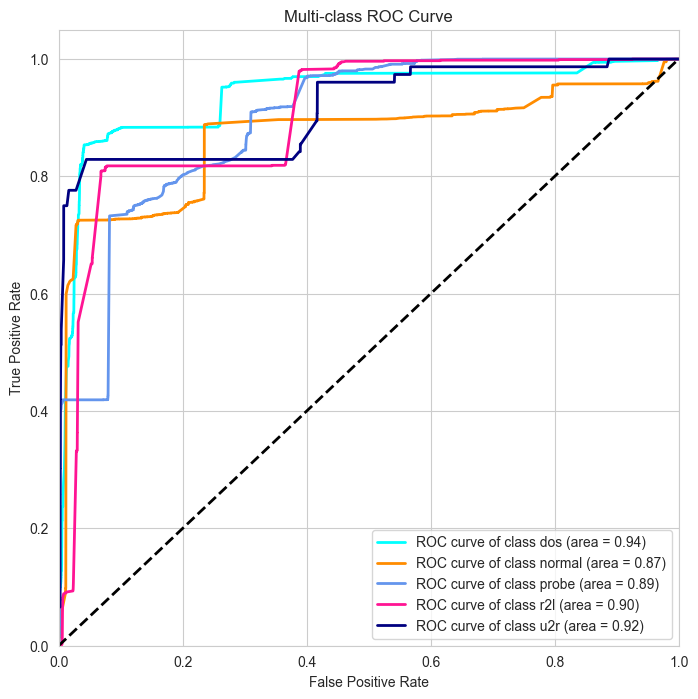 Multi-class ROC Curve
True Positive Rate
1.0
0.8
0.6
0.4
0.2
0.0
ROC curve of class dos (area = 0.94)
ROC curve of class normal (area = 0.87)
ROC curve of class probe (area = 0.89)
ROC curve of class r2l (area = 0.90)
ROC curve of class u2r (area = 0.92)
0.0 0.2 0.4 0.6 0.8 1.0
False Positive Rate